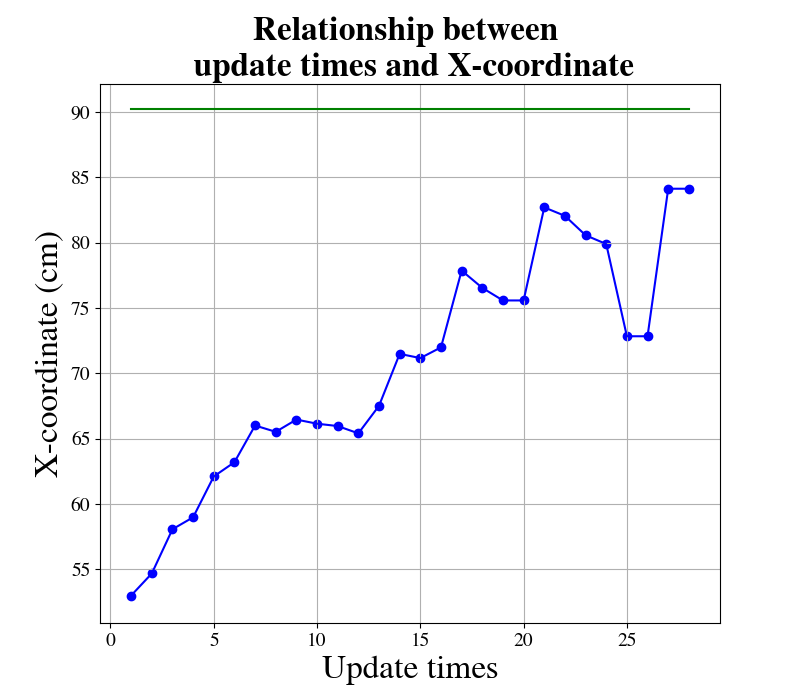 Relationship between
update times and X-coordinate
90
85
80
75
70
65
60
55
X-coordinate (cm)
0 5 10 15 20 25
Update times